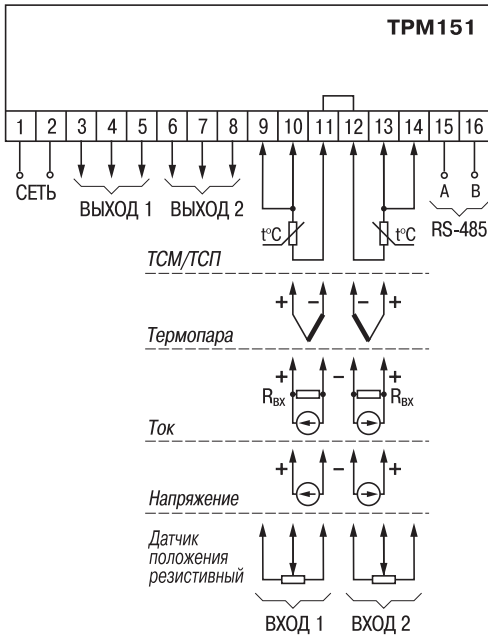 ТРМ151
1 2 3 4 5 6 7 8 9 10 11 12 13 14 15 16
СЕТЬ
ВЫХОД 1
ВЫХОД 2
A
B
RS-485
t°C
t°C
ТСМ/ТСП
+ − − +
Термопара
+ − +
Rвх
Rвх
Ток
+ − +
Напряжение
Датчик
положения
резистивный
ВХОД 1
ВХОД 2